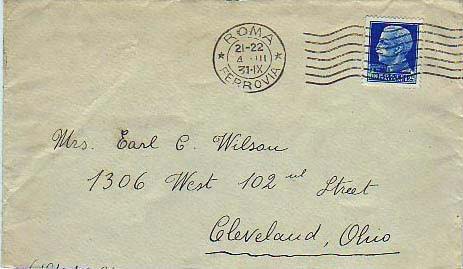 ROMA
21-22
4 III
31-IX
FERROVIA
Mrs. Earl C. Wilson
1306 West 102nd Street
Cleveland, Ohio